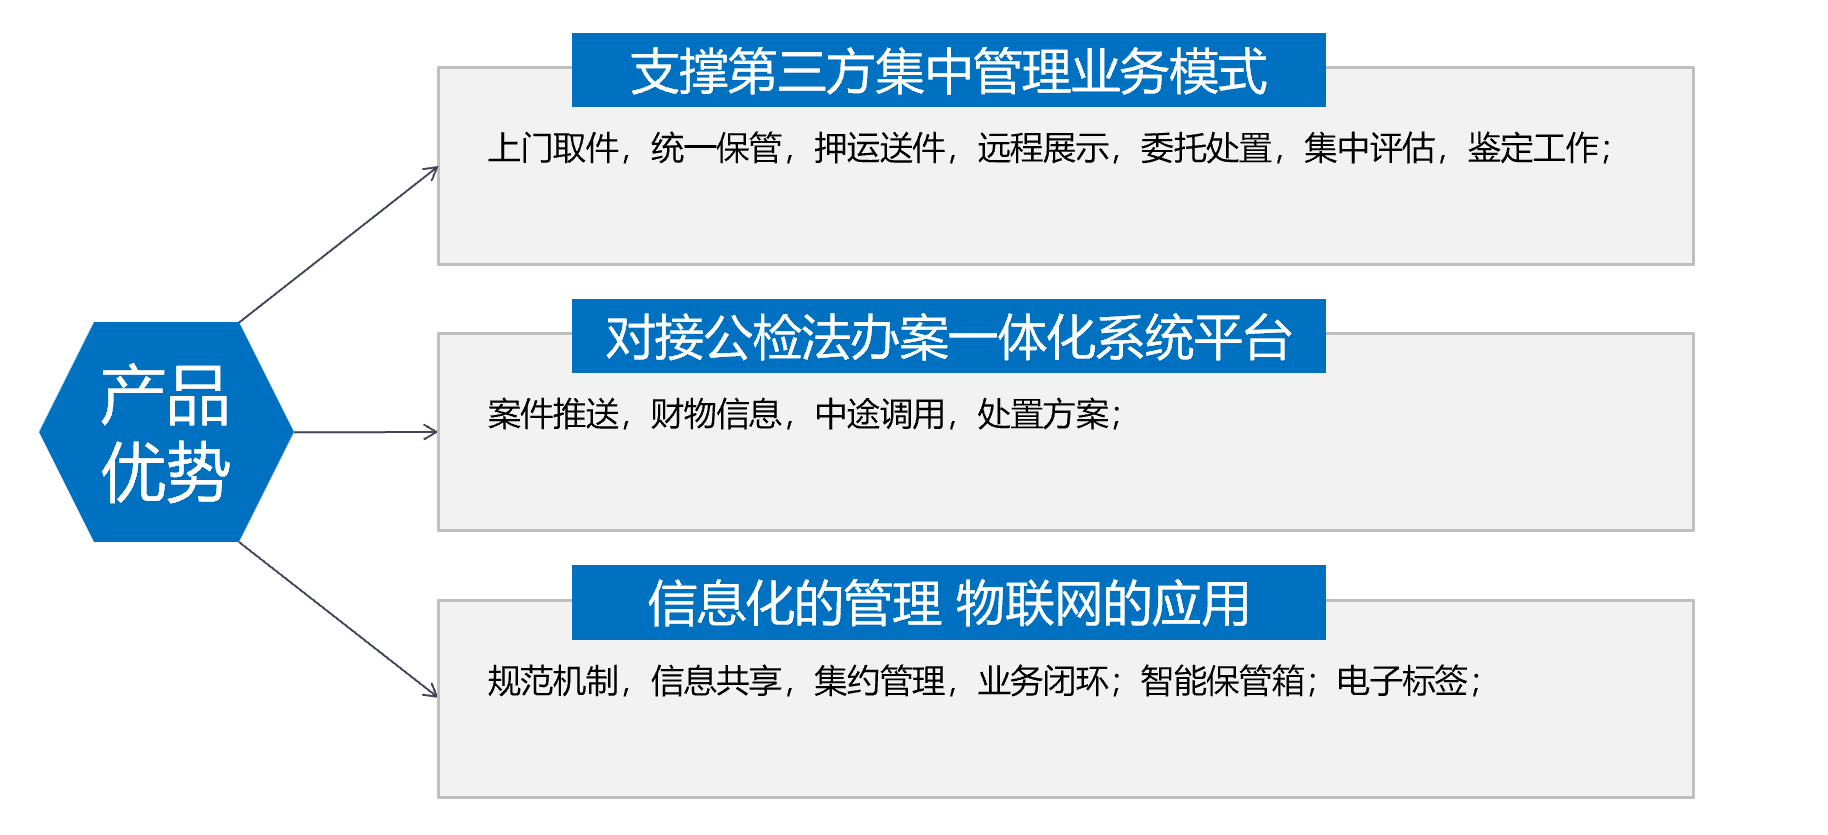 产品
优势
支撑第三方集中管理业务模式
上门取件，统一保管，押运送件，远程展示，委托处置，集中评估，鉴定工作；
对接公检法办案一体化系统平台
案件推送，财物信息，中途调用，处置方案；
信息化的管理 物联网的应用
规范机制，信息共享，集约管理，业务闭环；智能保管箱；电子标签；